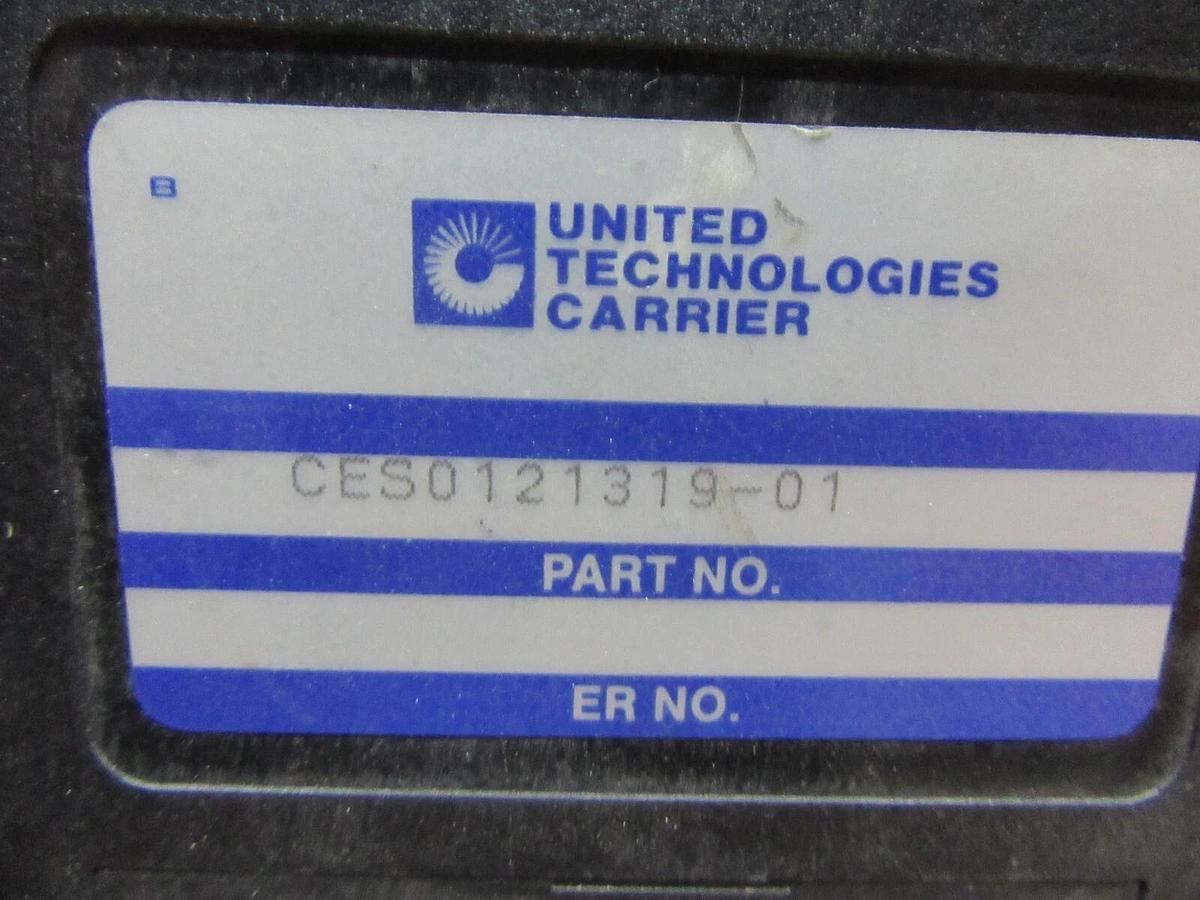 B
UNITED
TECHNOLOGIES
CARRIER
CES0121319-01
PART NO.
ER NO.